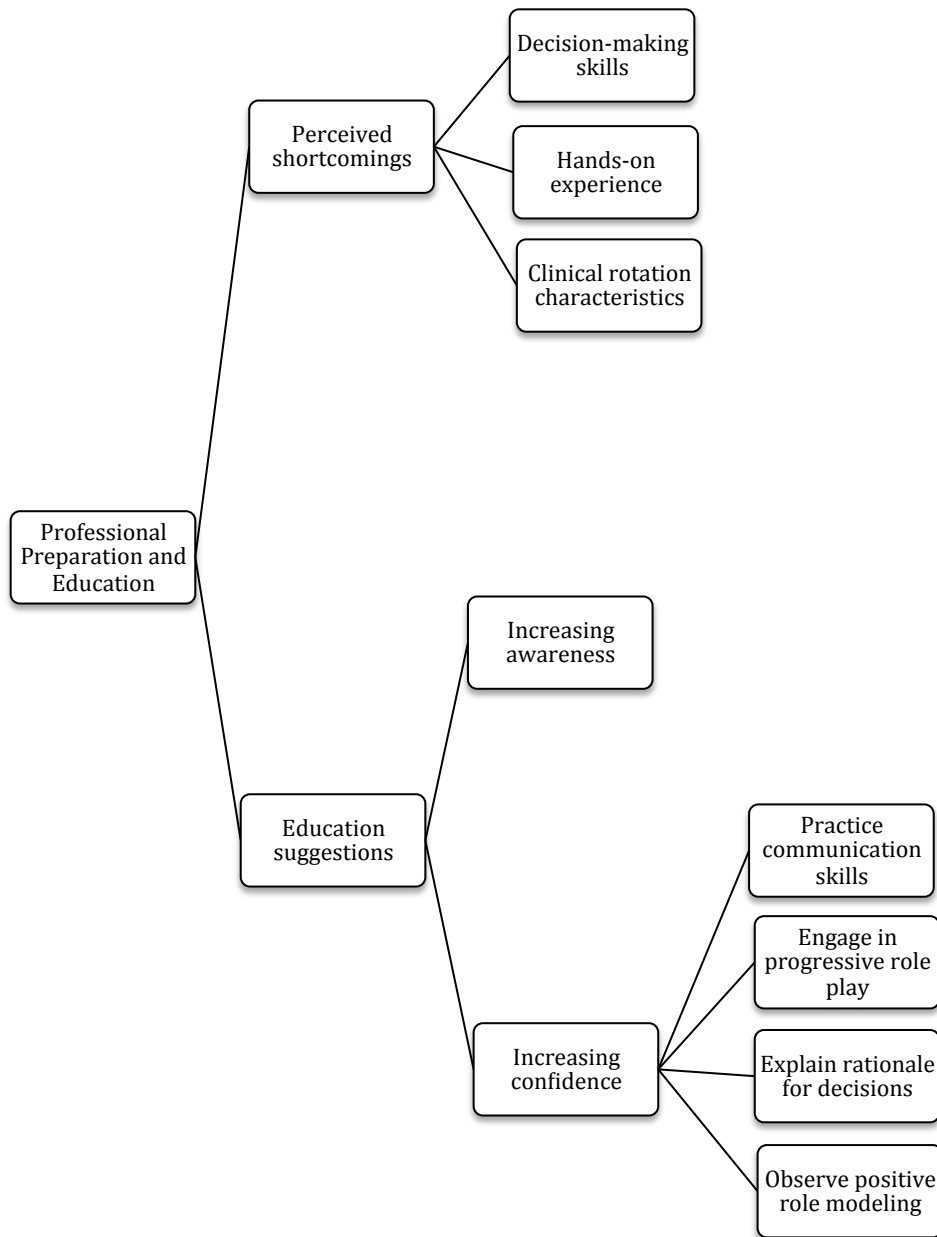 Decision-making
skills
Perceived
shortcomings
Hands-on
experience
Clinical rotation
characteristics
Professional
Preparation and
Education
Increasing
awareness
Education
suggestions
Practice
communication
skills
Engage in
progressive role
play
Increasing
confidence
Explain rationale
for decisions
Observe positive
role modeling